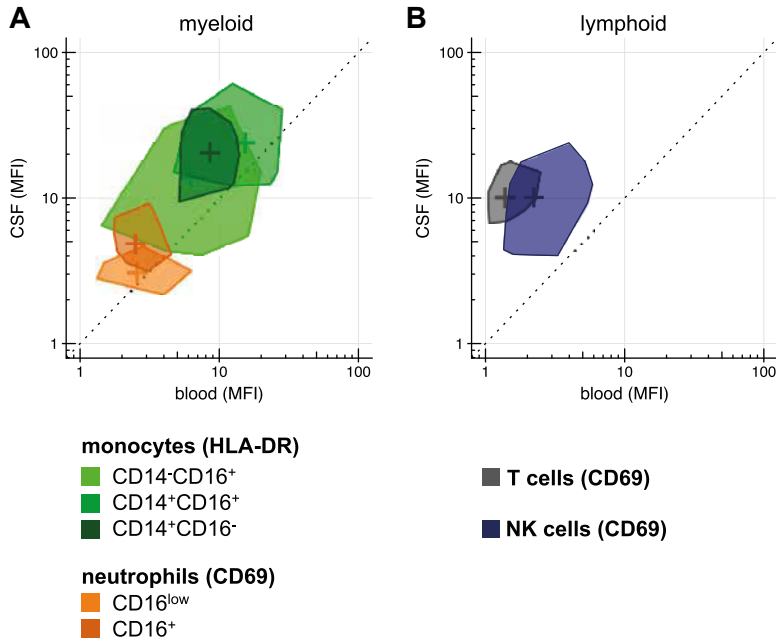 A
myeloid
100
10
1
CSF (MFI)
1
10
100
blood (MFI)
B
lymphoid
100
10
1
CSF (MFI)
1
10
100
blood (MFI)
monocytes (HLA-DR)
CD14⁻CD16⁺
CD14⁺CD16⁺
CD14⁺CD16⁻
neutrophils (CD69)
CD16ˡᵒʷ
CD16⁺
T cells (CD69)
NK cells (CD69)